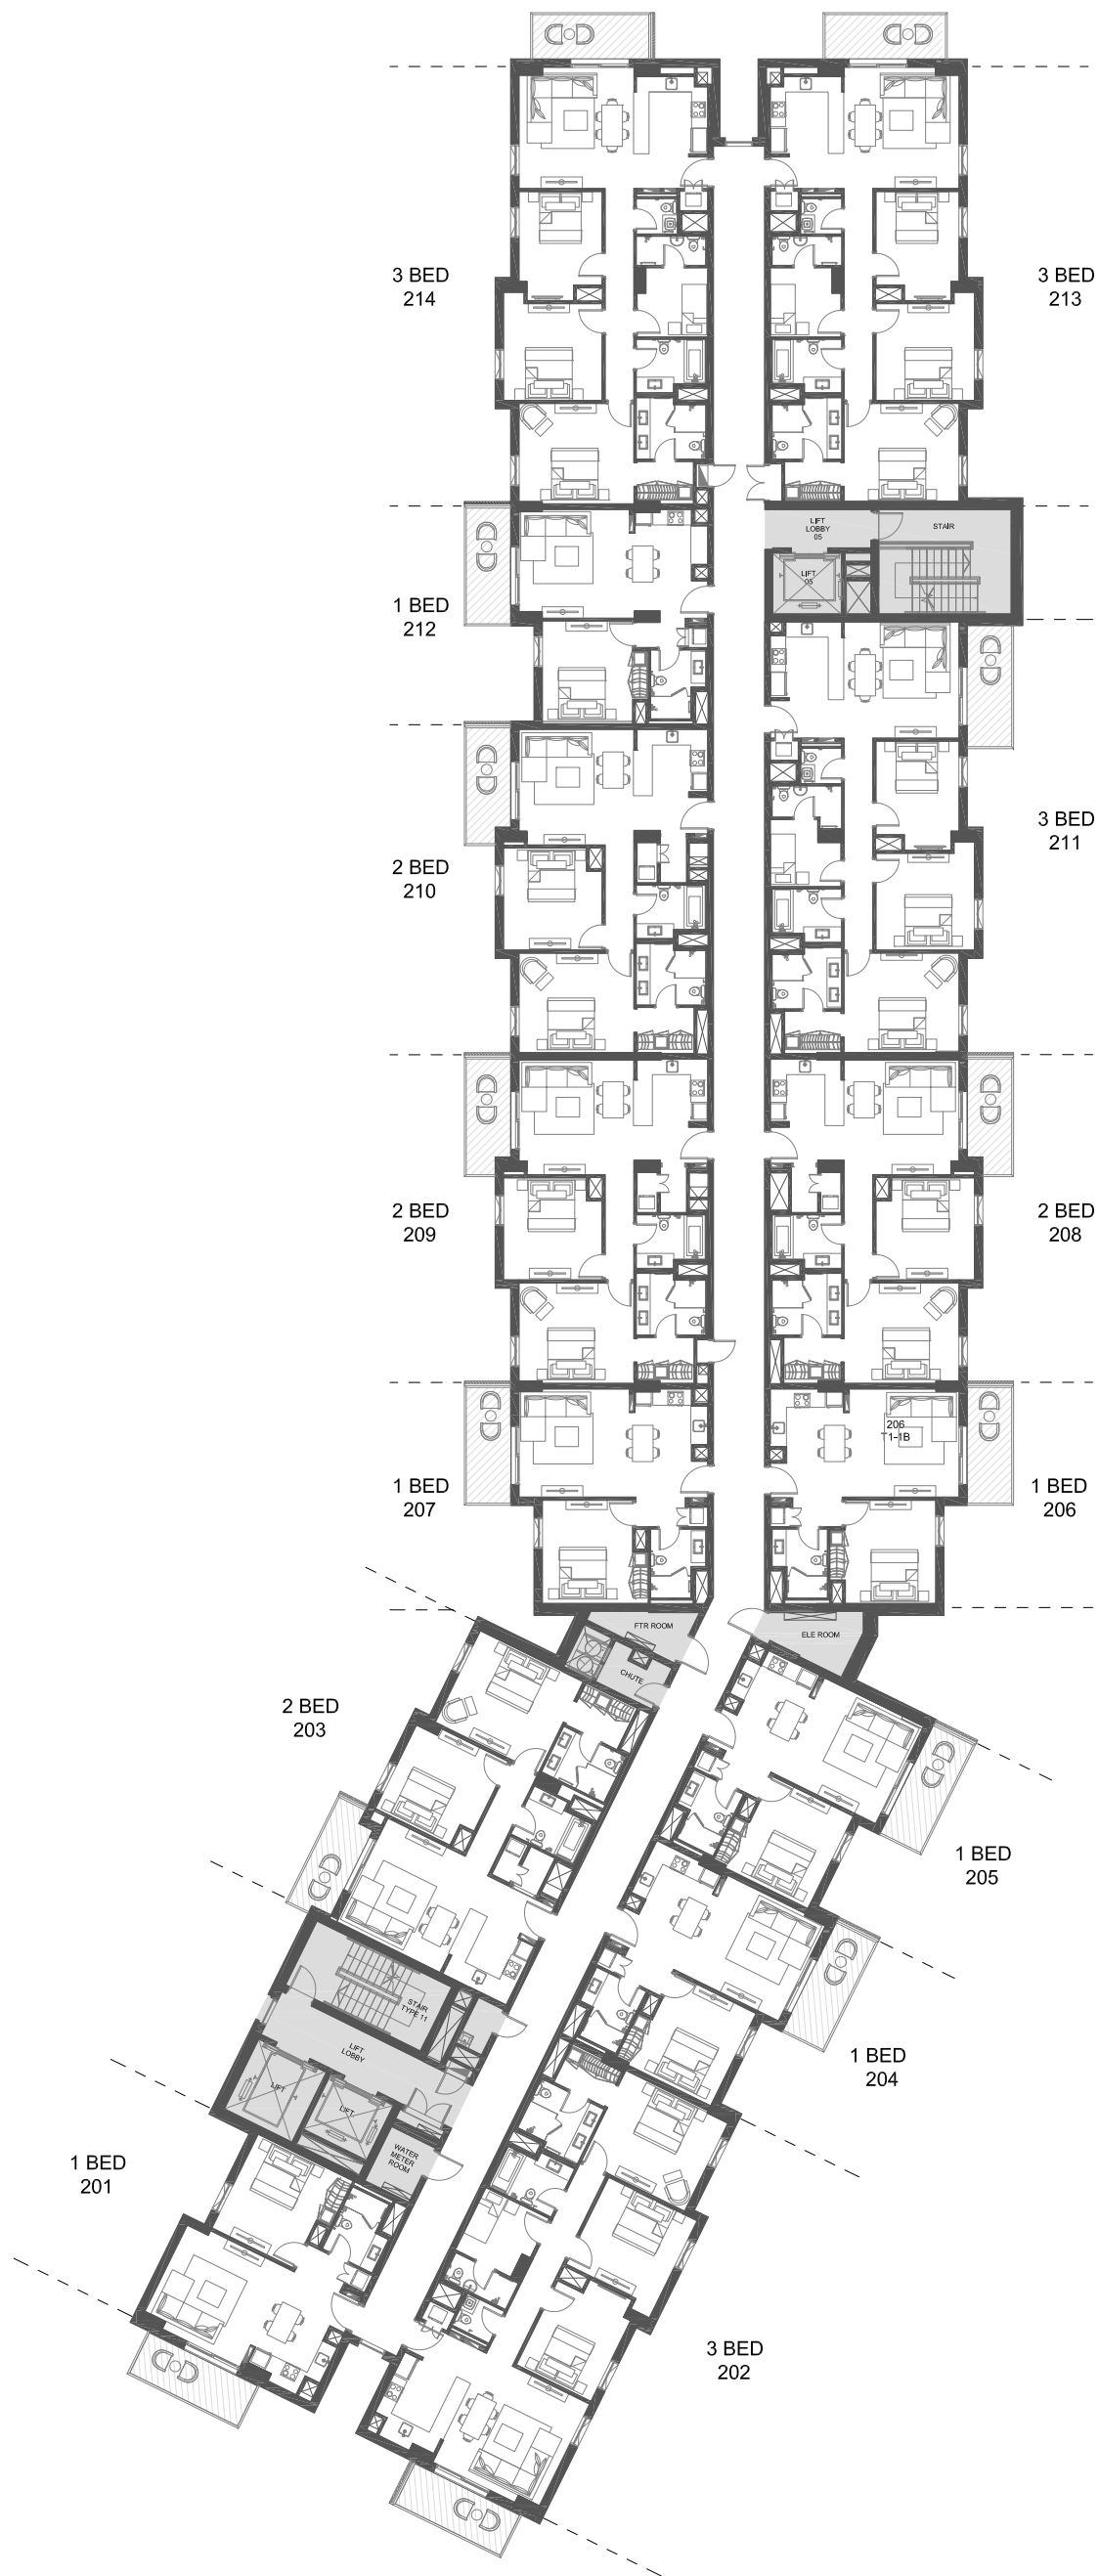 3 BED
214
3 BED
213
LIFT
LOBBY
05
STAIR
LIFT
05
1 BED
212
3 BED
211
2 BED
210
2 BED
209
2 BED
208
206
T1-1B
1 BED
207
1 BED
206
FTR ROOM
ELE ROOM
CHUTE
2 BED
203
1 BED
205
STAIR
TYPE 11
LIFT
LOBBY
1 BED
204
LIFT
LIFT
WATER
METER
ROOM
1 BED
201
3 BED
202